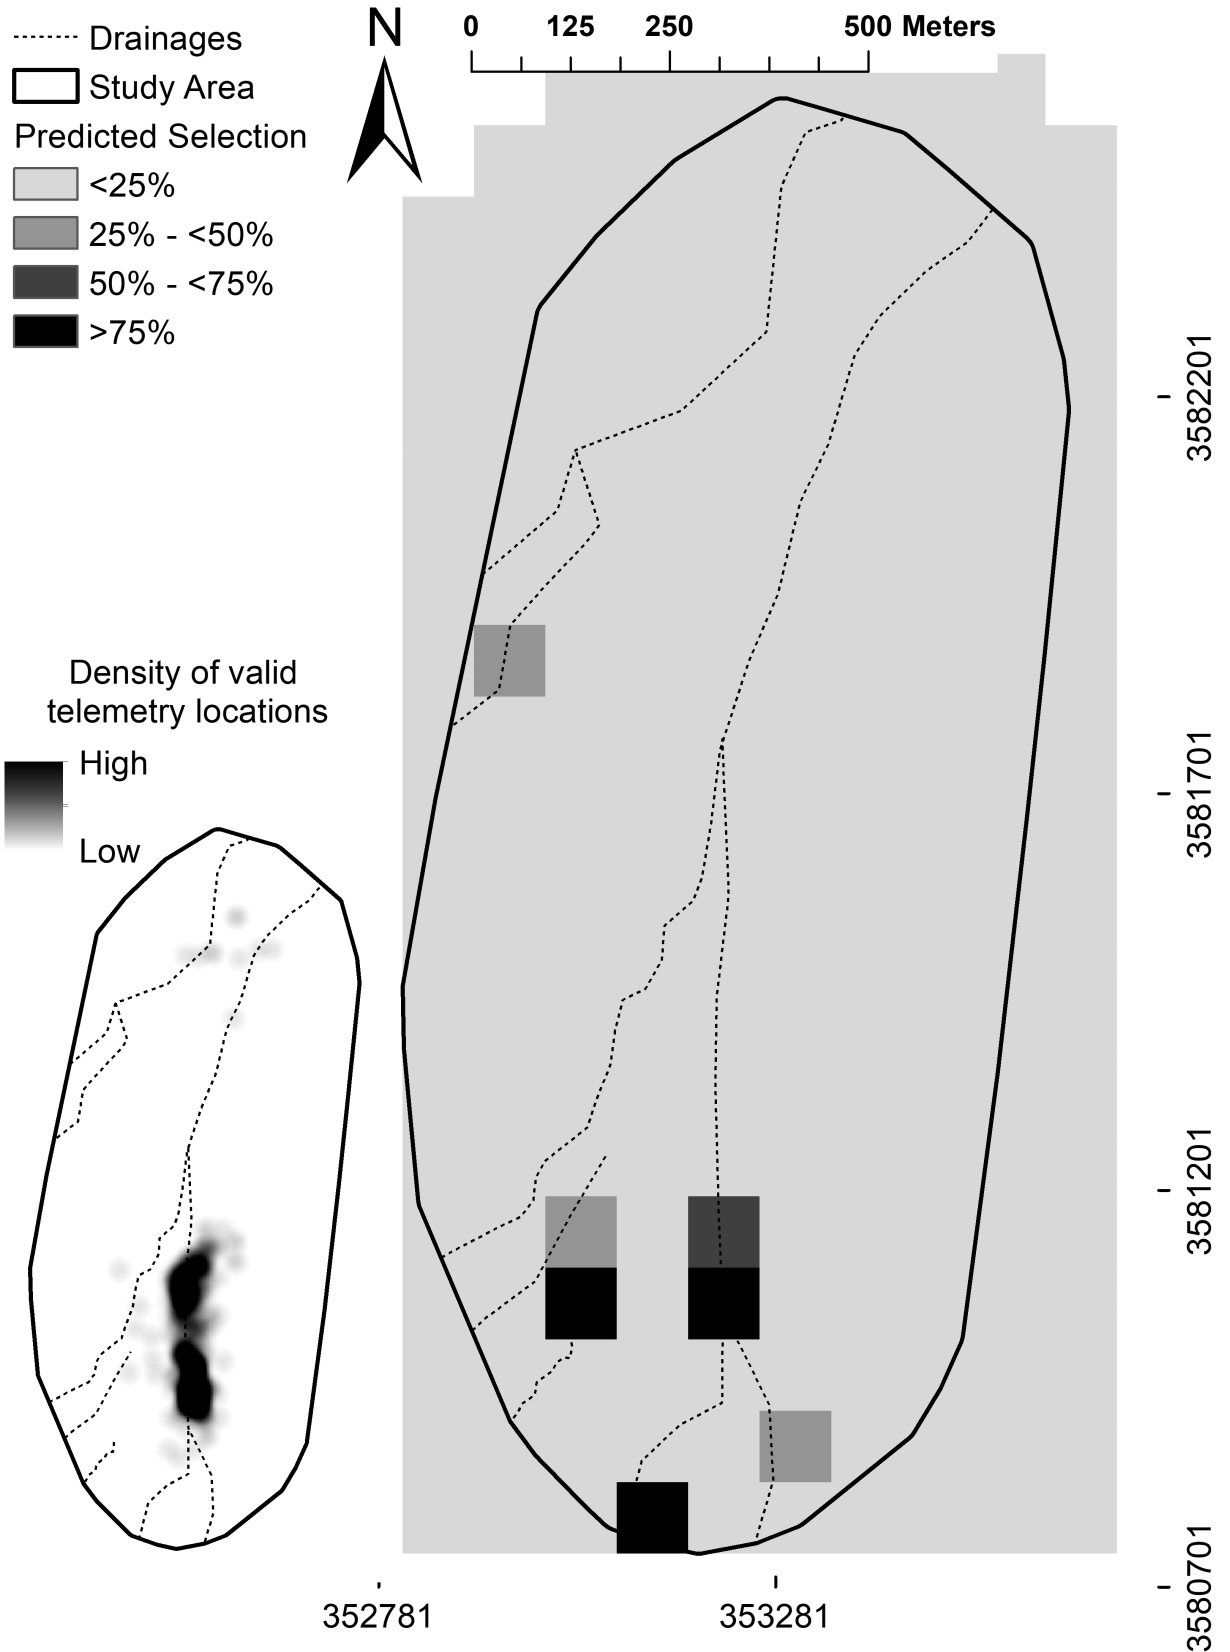 Drainages
Study Area
Predicted Selection
<25%
25% - <50%
50% - <75%
>75%
N
0 125 250 500 Meters
3582201
3581701
3581201
3580701
Density of valid
telemetry locations
High
Low
352781 353281